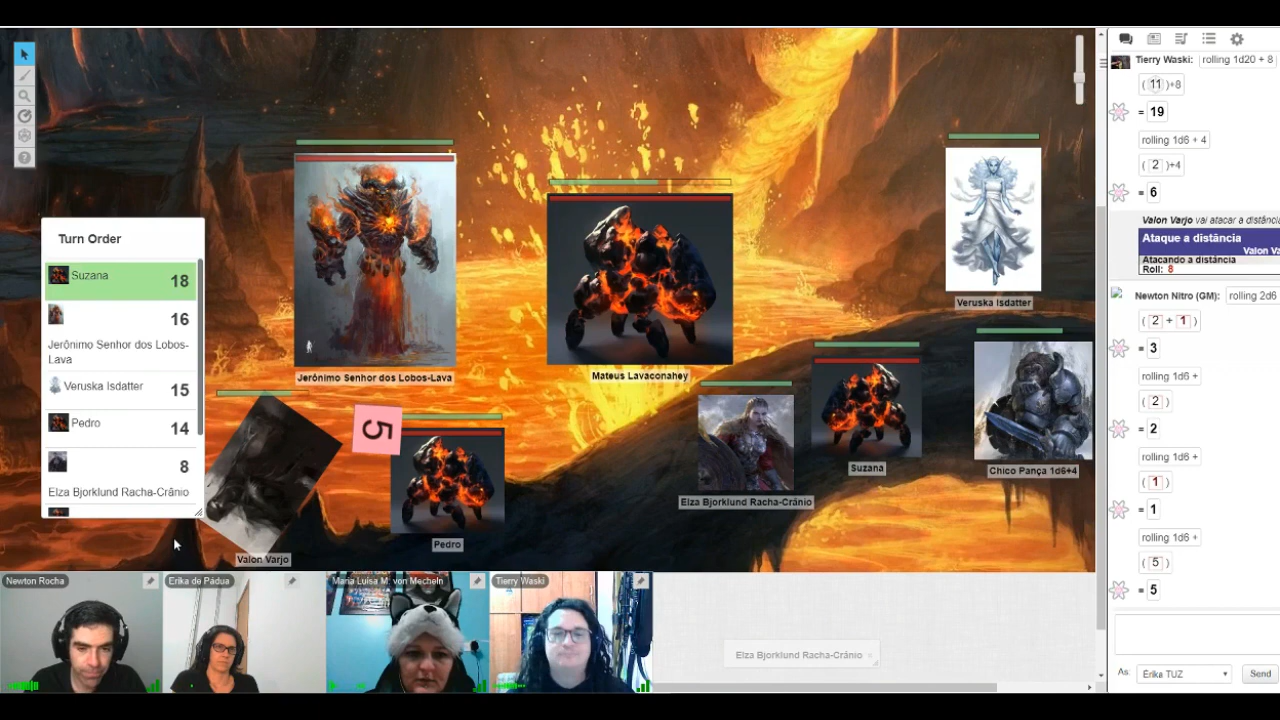 Turn Order
Suzana
18
16
Jerônimo Senhor dos Lobos-
Lava
Veruska Isdatter
15
Pedro
14
8
Elza Bjorklund Racha-Crânio
Jerônimo Senhor dos Lobos-Lava
Mateus Lavaconahey
Veruska Isdatter
5
Valon Varjo
Pedro
Elza Bjorklund Racha-Crânio
Suzana
Chico Pança 1d6+4
Newton Rocha
Erika de Pádua
Maria Luisa M. von Mecheln
Tierry Waski
Elza Bjorklund Racha-Crânio
Tierry Waski:
rolling 1d20 + 8
( 11 )+8
= 19
rolling 1d6 + 4
( 2 )+4
= 6
Valon Varjo vai atacar a distância
Ataque a distância
Valon Va
Atacando a distância
Roll: 8
Newton Nitro (GM):
rolling 2d6
( 2 + 1 )
= 3
rolling 1d6 +
( 2 )
= 2
rolling 1d6 +
( 1 )
= 1
rolling 1d6 +
( 5 )
= 5
As:
Érika TUZ
Send